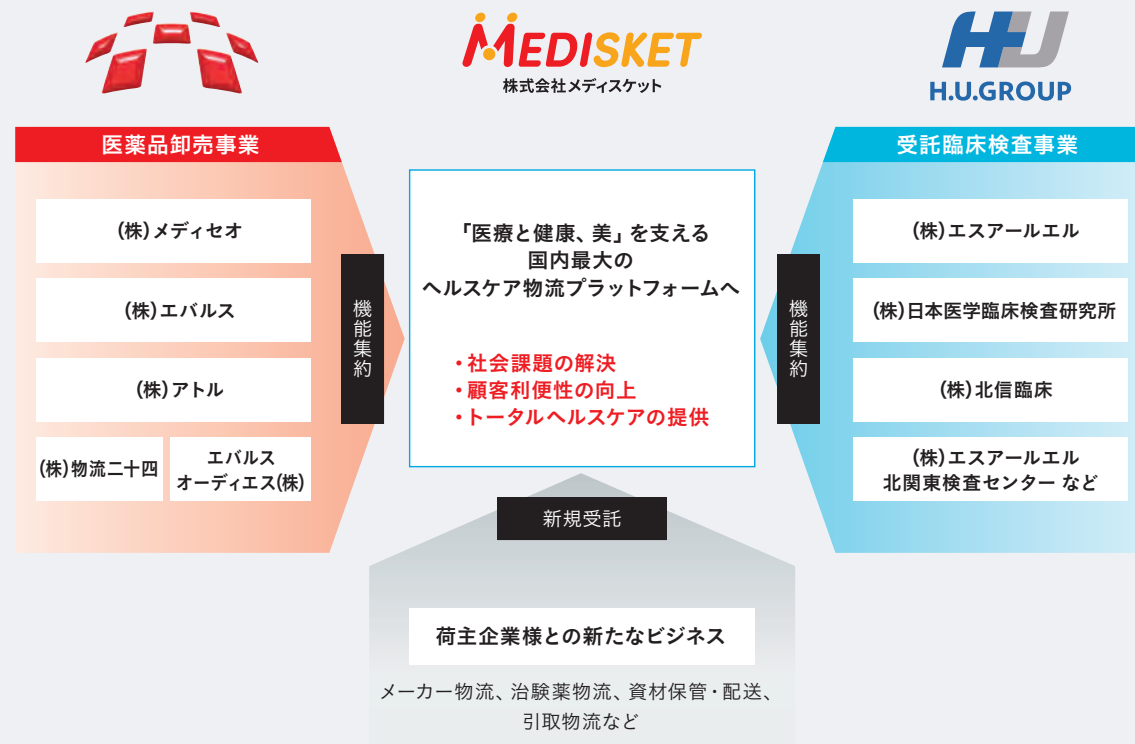 MEDISKET
株式会社メディスケット
HU
H.U.GROUP
医薬品卸売事業
(株)メディセオ
(株)エバルス
(株)アトル
(株)物流二十四
エバルス
オーディエス(株)
機能集約
「医療と健康、美」を支える
国内最大の
ヘルスケア物流プラットフォームへ
・社会課題の解決
・顧客利便性の向上
・トータルヘルスケアの提供
機能集約
受託臨床検査事業
(株)エスアールエル
(株)日本医学臨床検査研究所
(株)北信臨床
(株)エスアールエル
北関東検査センター など
新規受託
荷主企業様との新たなビジネス
メーカー物流、治験薬物流、資材保管・配送、
引取物流など